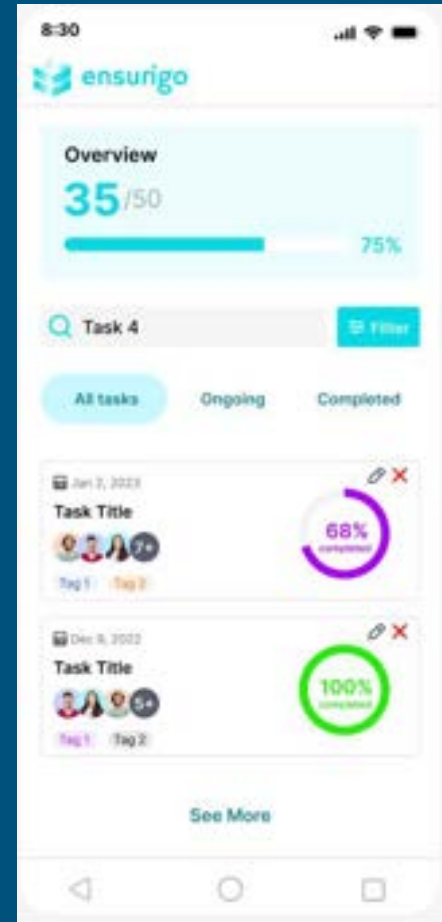 8:30
ensurigo
Overview
35/50
75%
Task 4
Filter
All tasks Ongoing Completed
Jan 2, 2023
Task Title
7+
68%
completed
Tag 1 Tag 2
Dec 9, 2022
Task Title
5+
100%
completed
Tag 1 Tag 2
See More